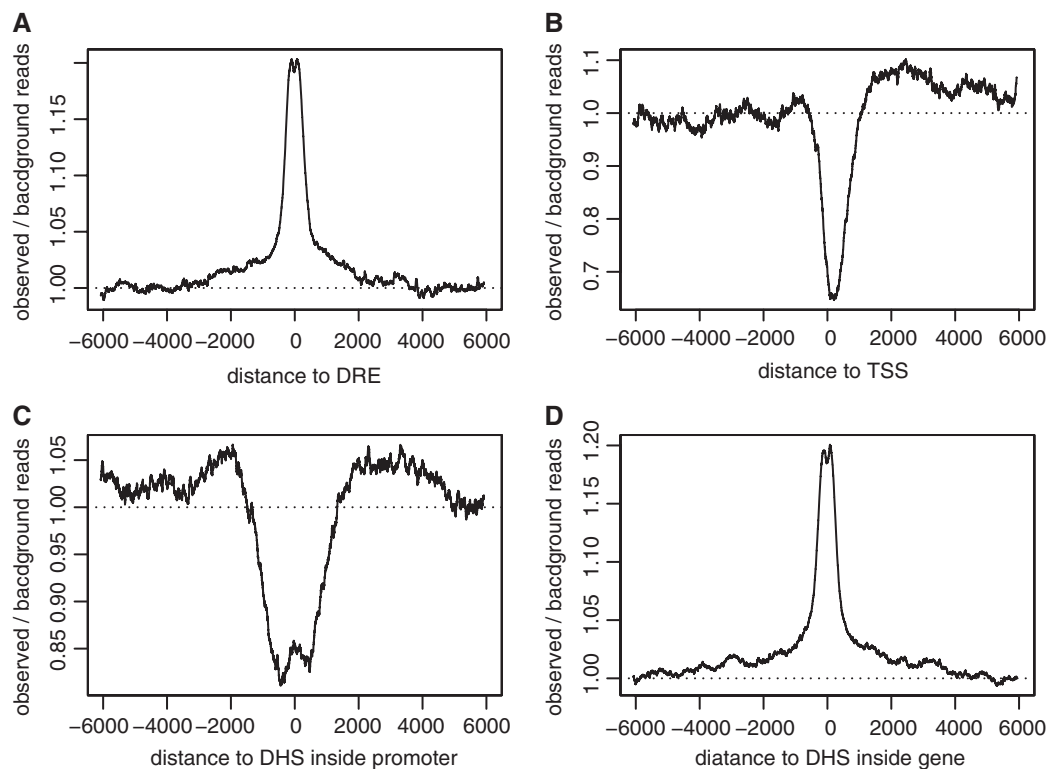 A
observed / bacdground reads
1.00 1.05 1.10 1.15
−6000 −4000 −2000 0 2000 4000 6000
distance to DRE
B
observed / bacdground reads
0.7 0.8 0.9 1.0 1.1
−6000 −4000 −2000 0 2000 4000 6000
distance to TSS
C
observed / bacdground reads
0.85 0.90 0.95 1.00 1.05
−6000 −4000 −2000 0 2000 4000 6000
distance to DHS inside promoter
D
observed / bacdground reads
1.00 1.05 1.10 1.15 1.20
−6000 −4000 −2000 0 2000 4000 6000
diatance to DHS inside gene